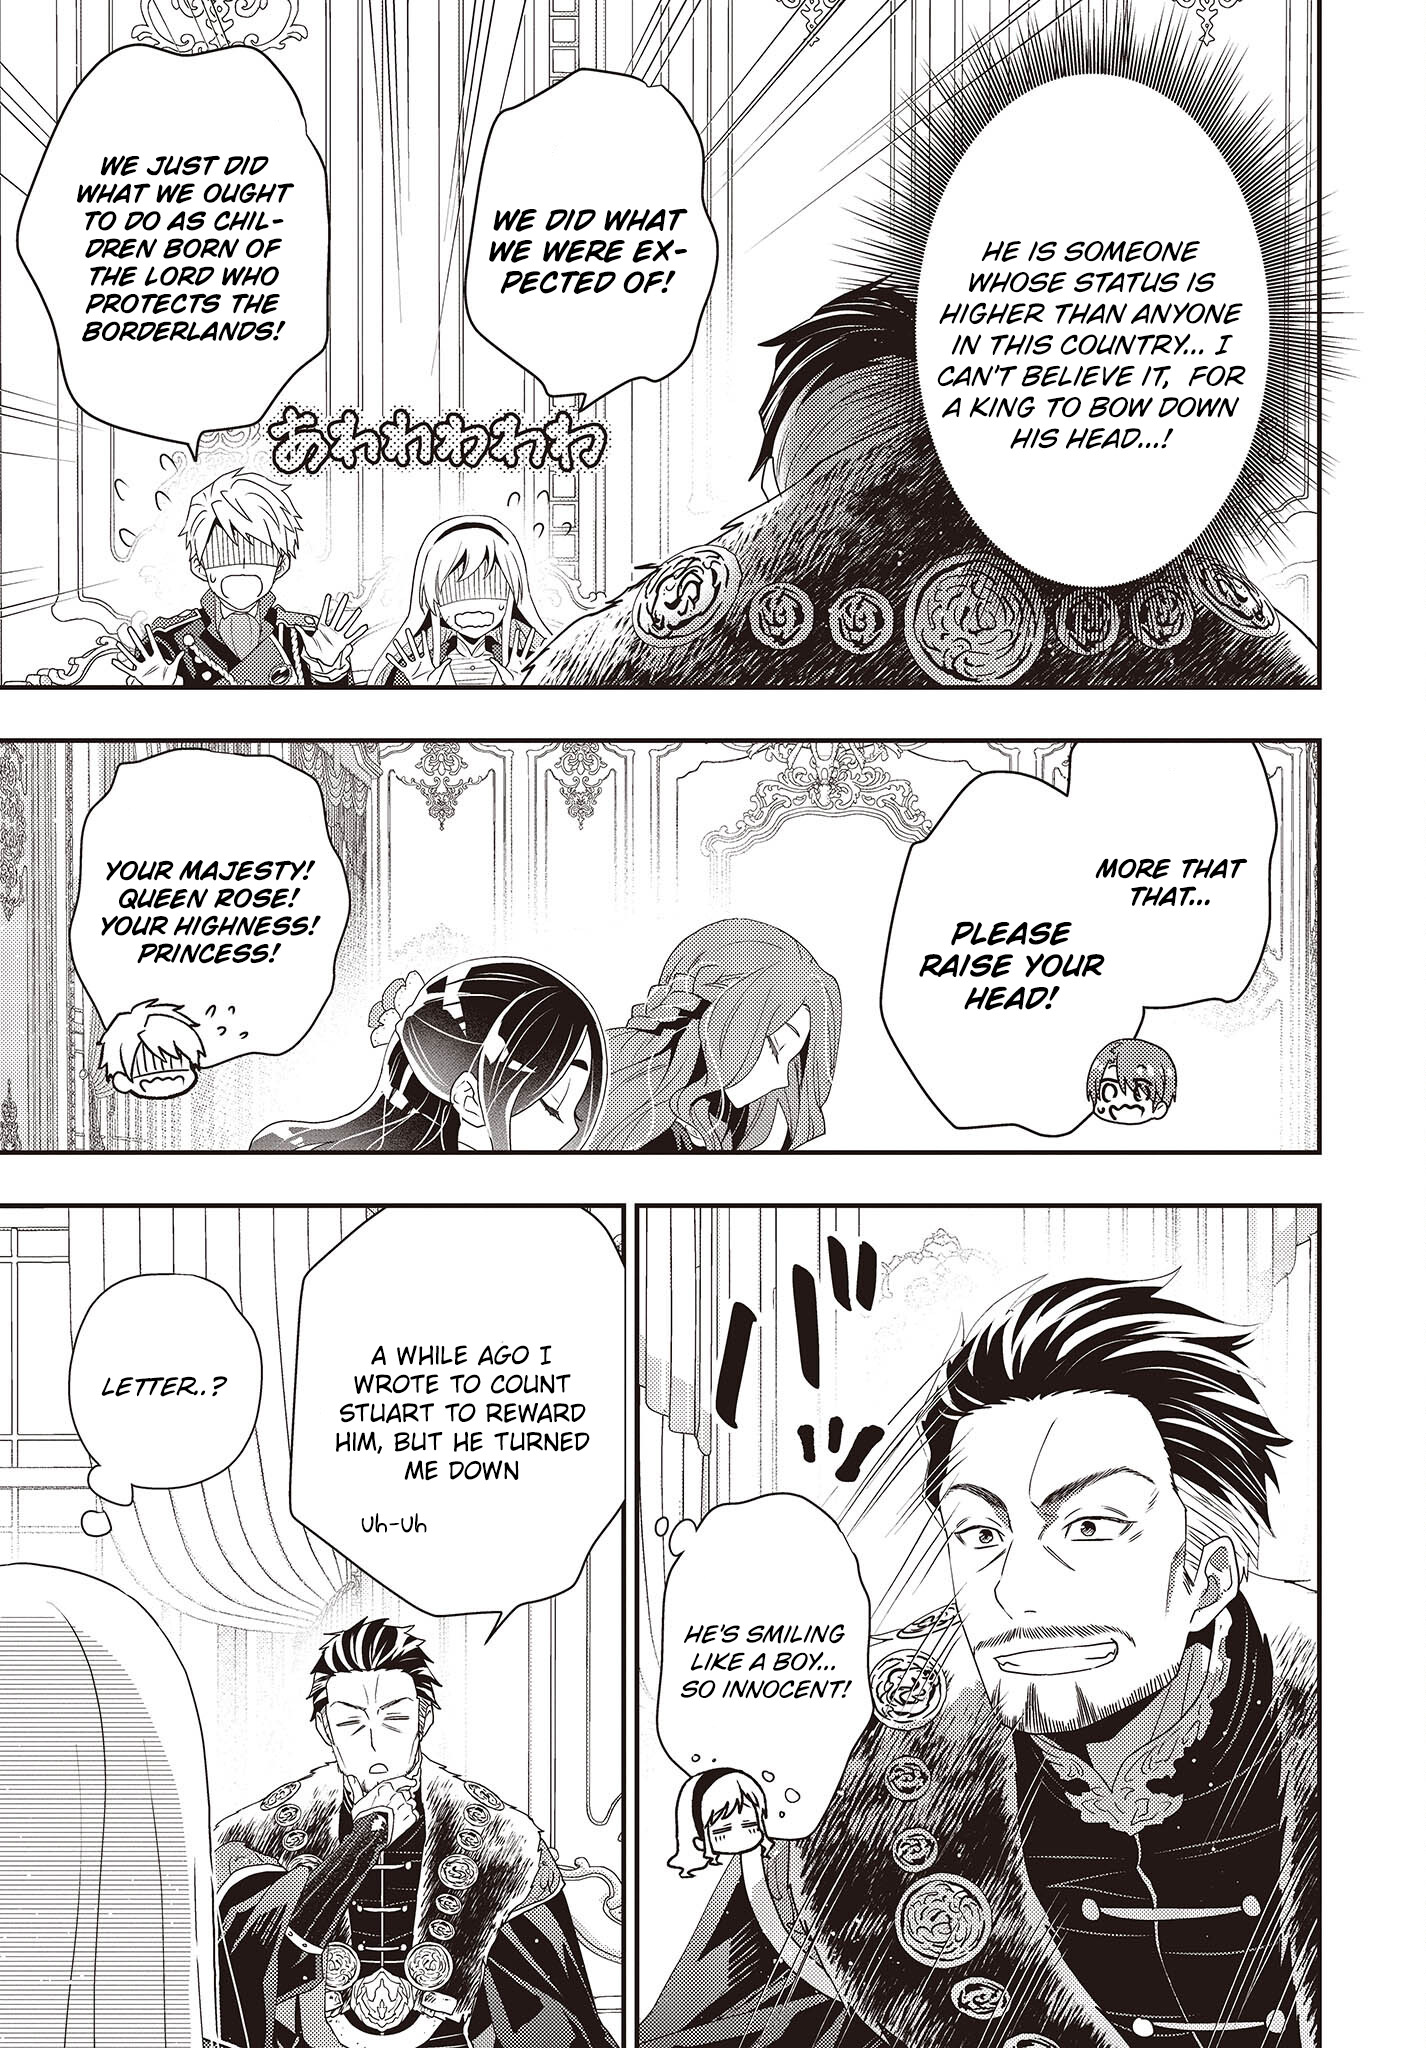 HE IS SOMEONE
WHOSE STATUS IS
HIGHER THAN ANYONE
IN THIS COUNTRY... I
CAN'T BELIEVE IT, FOR
A KING TO BOW DOWN
HIS HEAD...!
WE DID WHAT
WE WERE EX-
PECTED OF!
WE JUST DID
WHAT WE OUGHT
TO DO AS CHIL-
DREN BORN OF
THE LORD WHO
PROTECTS THE
BORDERLANDS!
あわわわわわ
MORE THAT
THAT...
PLEASE
RAISE YOUR
HEAD!
YOUR MAJESTY!
QUEEN ROSE!
YOUR HIGHNESS!
PRINCESS!
HE'S SMILING
LIKE A BOY...
SO INNOCENT!
A WHILE AGO I
WROTE TO COUNT
STUART TO REWARD
HIM, BUT HE TURNED
ME DOWN
Uh-Uh
LETTER..?